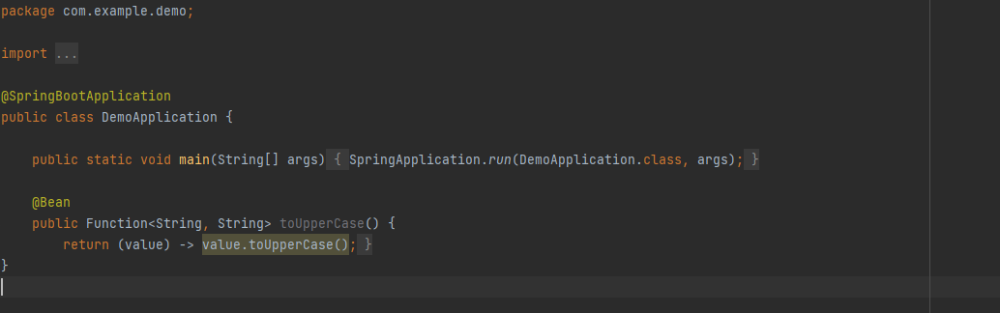 package com.example.demo;
import ...
@SpringBootApplication
public class DemoApplication {
public static void main(String[] args) { SpringApplication.run(DemoApplication.class, args); }
@Bean
public Function<String, String> toUpperCase() {
return (value) -> value.toUpperCase(); }
}